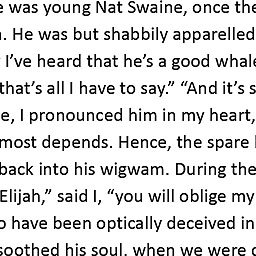 was young Nat Swaine, once the
. He was but shabbily apparelled
I’ve heard that he’s a good whale
that’s all I have to say.” “And it’s s
e, I pronounced him in my heart,
most depends. Hence, the spare
back into his wigwam. During the
Elijah,” said I, “you will oblige my
o have been optically deceived in
soothed his soul, when we were